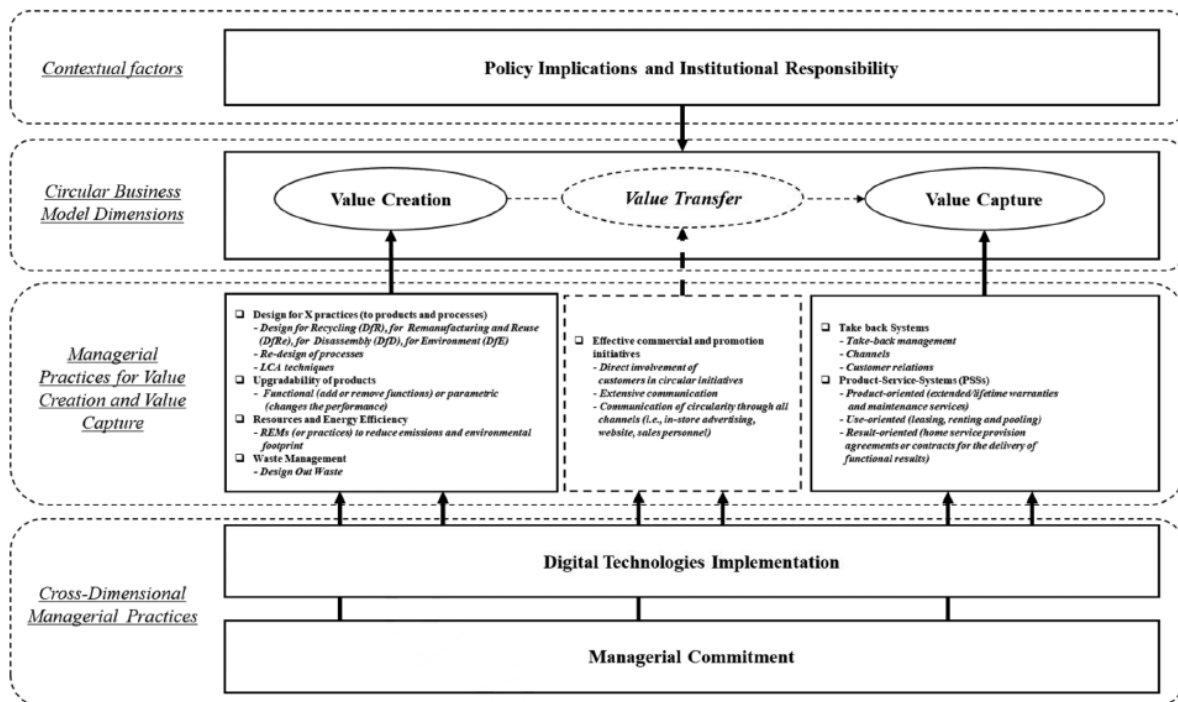 Contextual factors
Policy Implications and Institutional Responsibility
Circular Business
Model Dimensions
Value Creation
Value Transfer
Value Capture
Managerial
Practices for Value
Creation and Value
Capture
Design for X practices (to products and processes)
- Design for Recycling (DfR), for Remanufacturing and Reuse
(DfRe), for Disassembly (DfD), for Environment (DfE)
- Re-design of processes
- LCA techniques
Upgradability of products
- Functional (add or remove functions) or parametric
(changes the performance)
Resources and Energy Efficiency
- REMs (or practices) to reduce emissions and environmental
footprint
Waste Management
- Design Out Waste
Effective commercial and promotion
initiatives
- Direct involvement of
customers in circular initiatives
- Extensive communication
- Communication of circularity through all
channels (i.e., in-store advertising,
website, sales personnel)
Take back Systems
- Take-back management
- Channels
- Customer relations
Product-Service-Systems (PSSs)
- Product-oriented (extended/lifetime warranties
and maintenance services)
- Use-oriented (leasing, renting and pooling)
- Result-oriented (home service provision
agreements or contracts for the delivery of
functional results)
Cross-Dimensional
Managerial Practices
Digital Technologies Implementation
Managerial Commitment